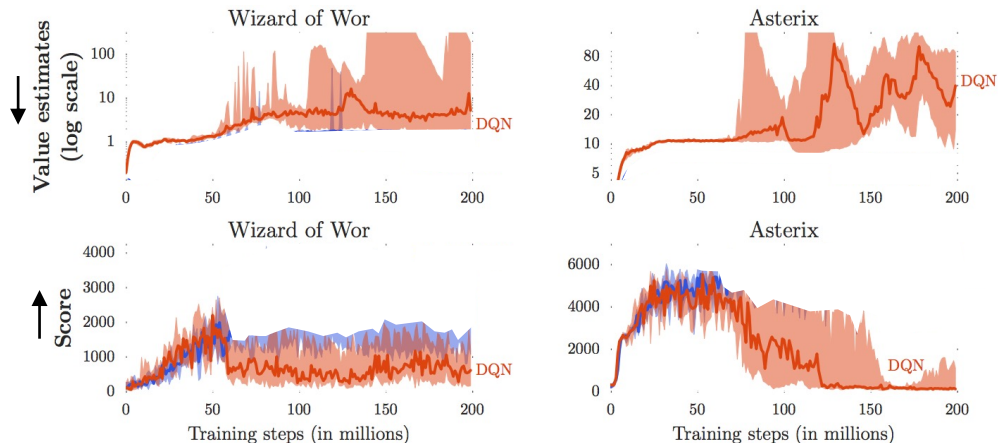 Wizard of Wor
Asterix
Value estimates
(log scale)
100
10
1
0 50 100 150 200
DQN
80
40
20
10
5
0 50 100 150 200
DQN
Wizard of Wor
Asterix
Score
4000
3000
2000
1000
0
0 50 100 150 200
DQN
Training steps (in millions)
6000
4000
2000
0
0 50 100 150 200
DQN
Training steps (in millions)